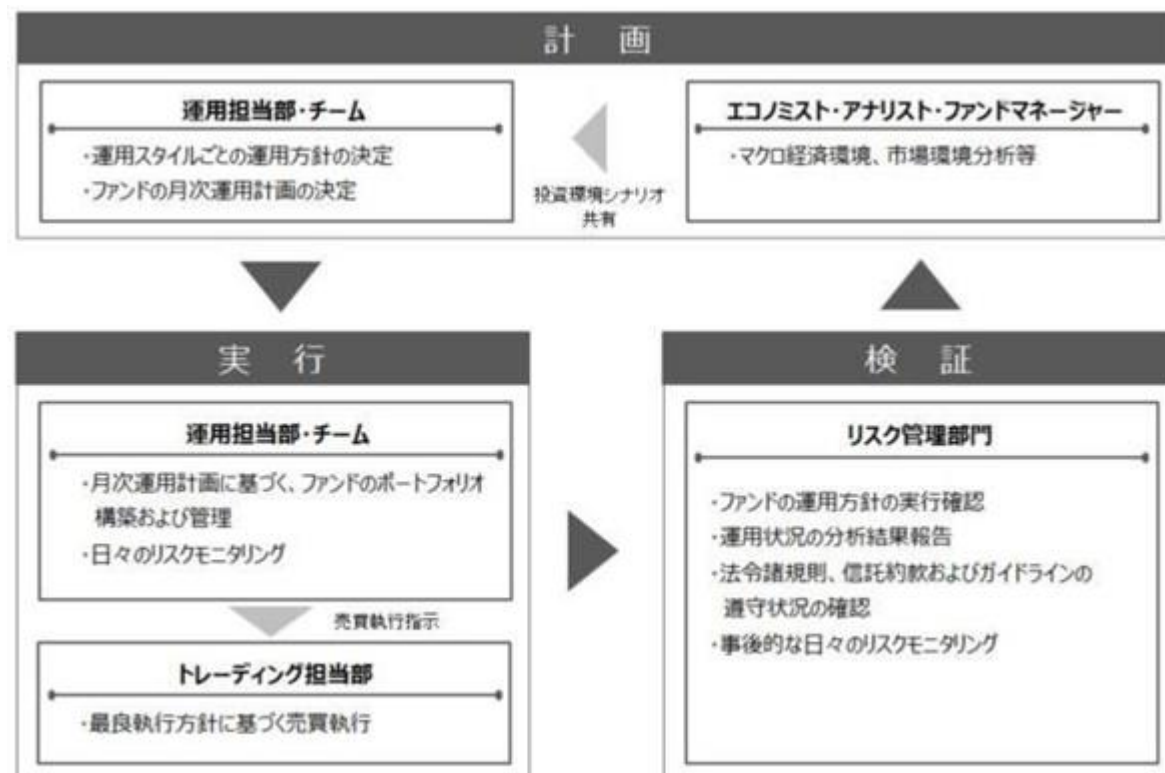 計 画
運用担当部・チーム
・運用スタイルごとの運用方針の決定
・ファンドの月次運用計画の決定
投資環境シナリオ
共有
エコノミスト・アナリスト・ファンドマネージャー
・マクロ経済環境、市場環境分析等
実 行
運用担当部・チーム
・月次運用計画に基づく、ファンドのポートフォリオ
構築および管理
・日々のリスクモニタリング
売買執行指示
トレーディング担当部
・最良執行方針に基づく売買執行
検 証
リスク管理部門
・ファンドの運用方針の実行確認
・運用状況の分析結果報告
・法令諸規則、信託約款およびガイドラインの
遵守状況の確認
・事後的な日々のリスクモニタリング